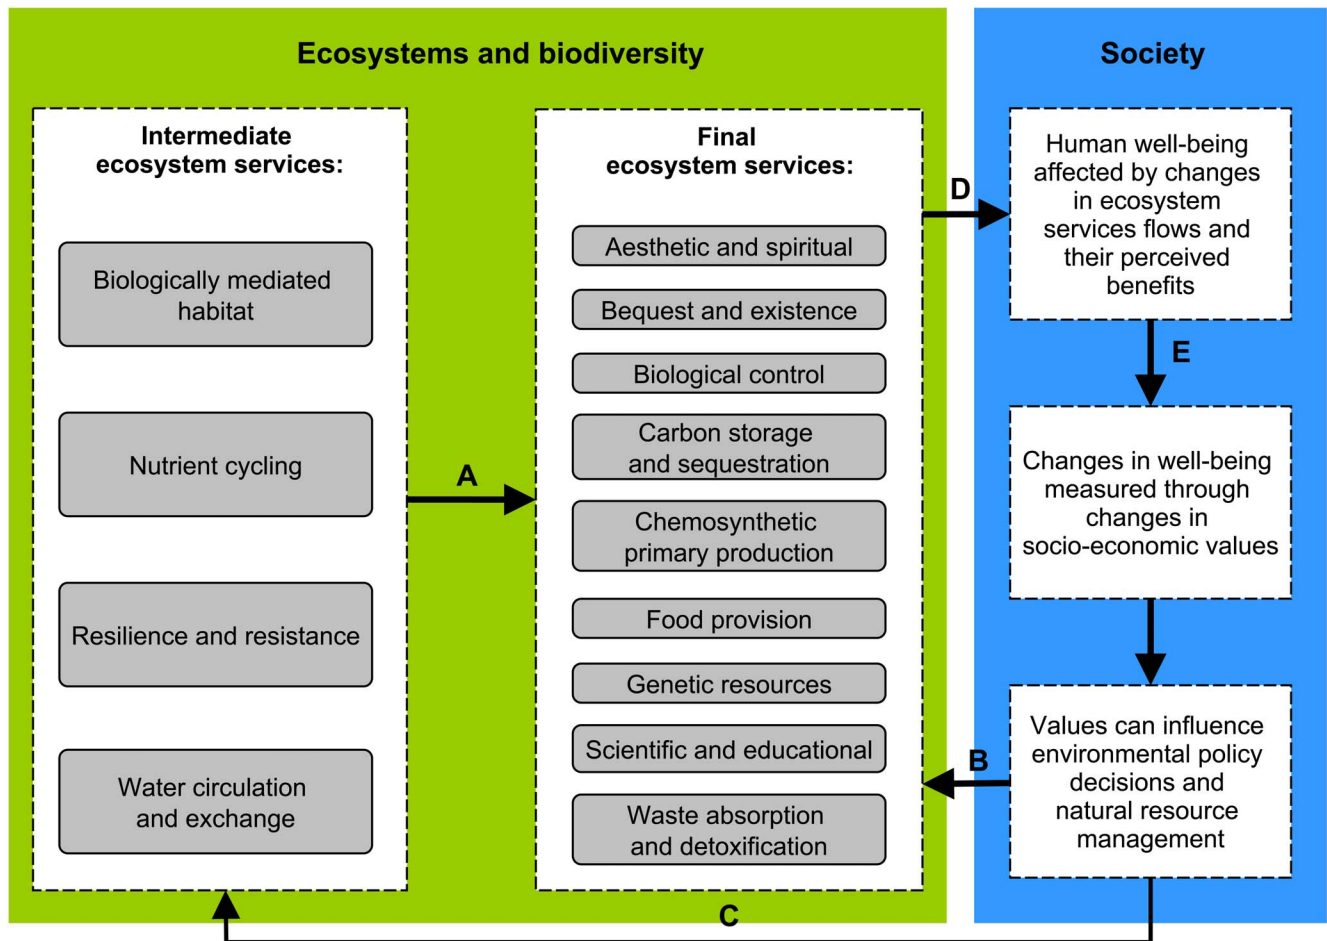 Ecosystems and biodiversity
Intermediate
ecosystem services:
Biologically mediated
habitat
Nutrient cycling
Resilience and resistance
Water circulation
and exchange
A
Final
ecosystem services:
Aesthetic and spiritual
Bequest and existence
Biological control
Carbon storage
and sequestration
Chemosynthetic
primary production
Food provision
Genetic resources
Scientific and educational
Waste absorption
and detoxification
D
Society
Human well-being
affected by changes
in ecosystem
services flows and
their perceived
benefits
E
Changes in well-being
measured through
changes in
socio-economic values
Values can influence
environmental policy
decisions and
natural resource
management
B
C